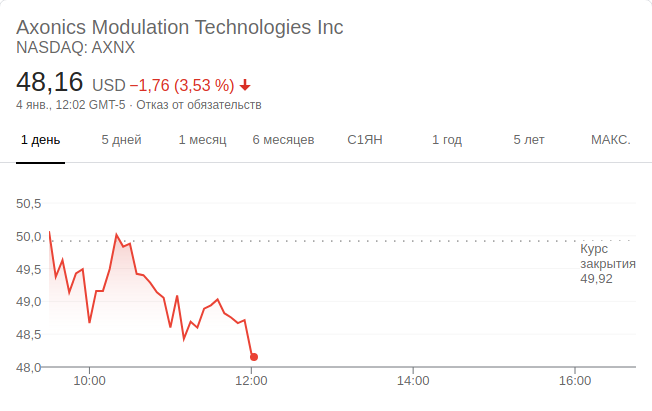 Axonics Modulation Technologies Inc
NASDAQ: AXNX
48,16 USD −1,76 (3,53 %)
4 янв., 12:02 GMT-5 · Отказ от обязательств
1 день 5 дней 1 месяц 6 месяцев С1ЯН 1 год 5 лет МАКС.
50,5
50,0
Курс
закрытия
49,92
49,5
49,0
48,5
48,0
10:00 12:00 14:00 16:00